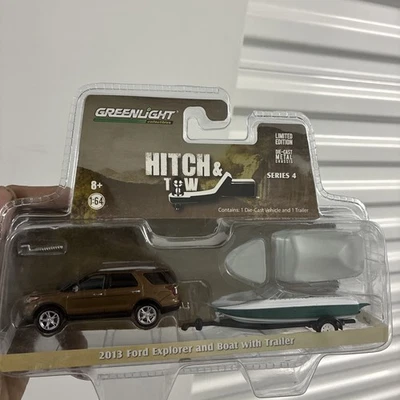 GREENLIGHT
LIMITED
EDITION
DIE-CAST
METAL
CHASSIS
HITCH &
TOW
SERIES 4
8+
1:64
Contains: 1 Die-Cast Vehicle and 1 Trailer
2013 Ford Explorer and Boat with Trailer